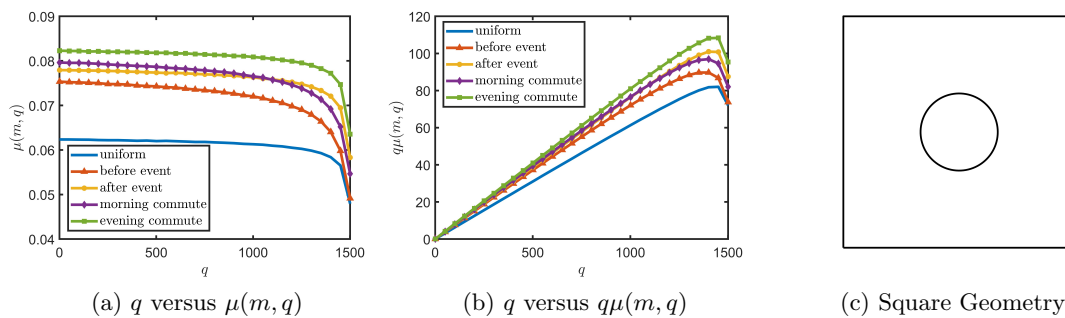 0.09
0.08
0.07
0.06
0.05
0.04
μ(m, q)
uniform
before event
after event
morning commute
evening commute
0 500 1000 1500
q
(a) q versus μ(m, q)
120
100
80
60
40
20
0
qμ(m, q)
uniform
before event
after event
morning commute
evening commute
0 500 1000 1500
q
(b) q versus qμ(m, q)
(c) Square Geometry